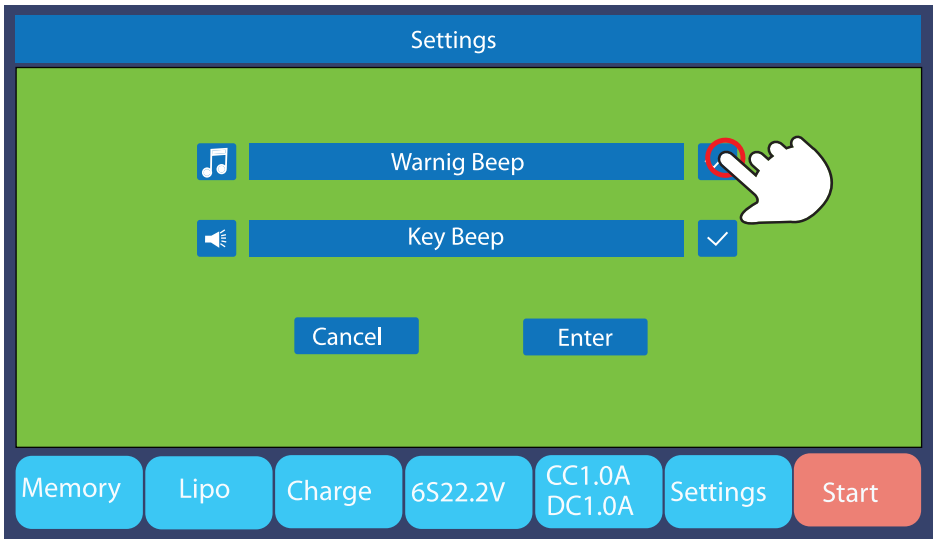 Settings
Warnig Beep
Key Beep
Cancel
Enter
Memory
Lipo
Charge
6S22.2V
CC1.0A
DC1.0A
Settings
Start